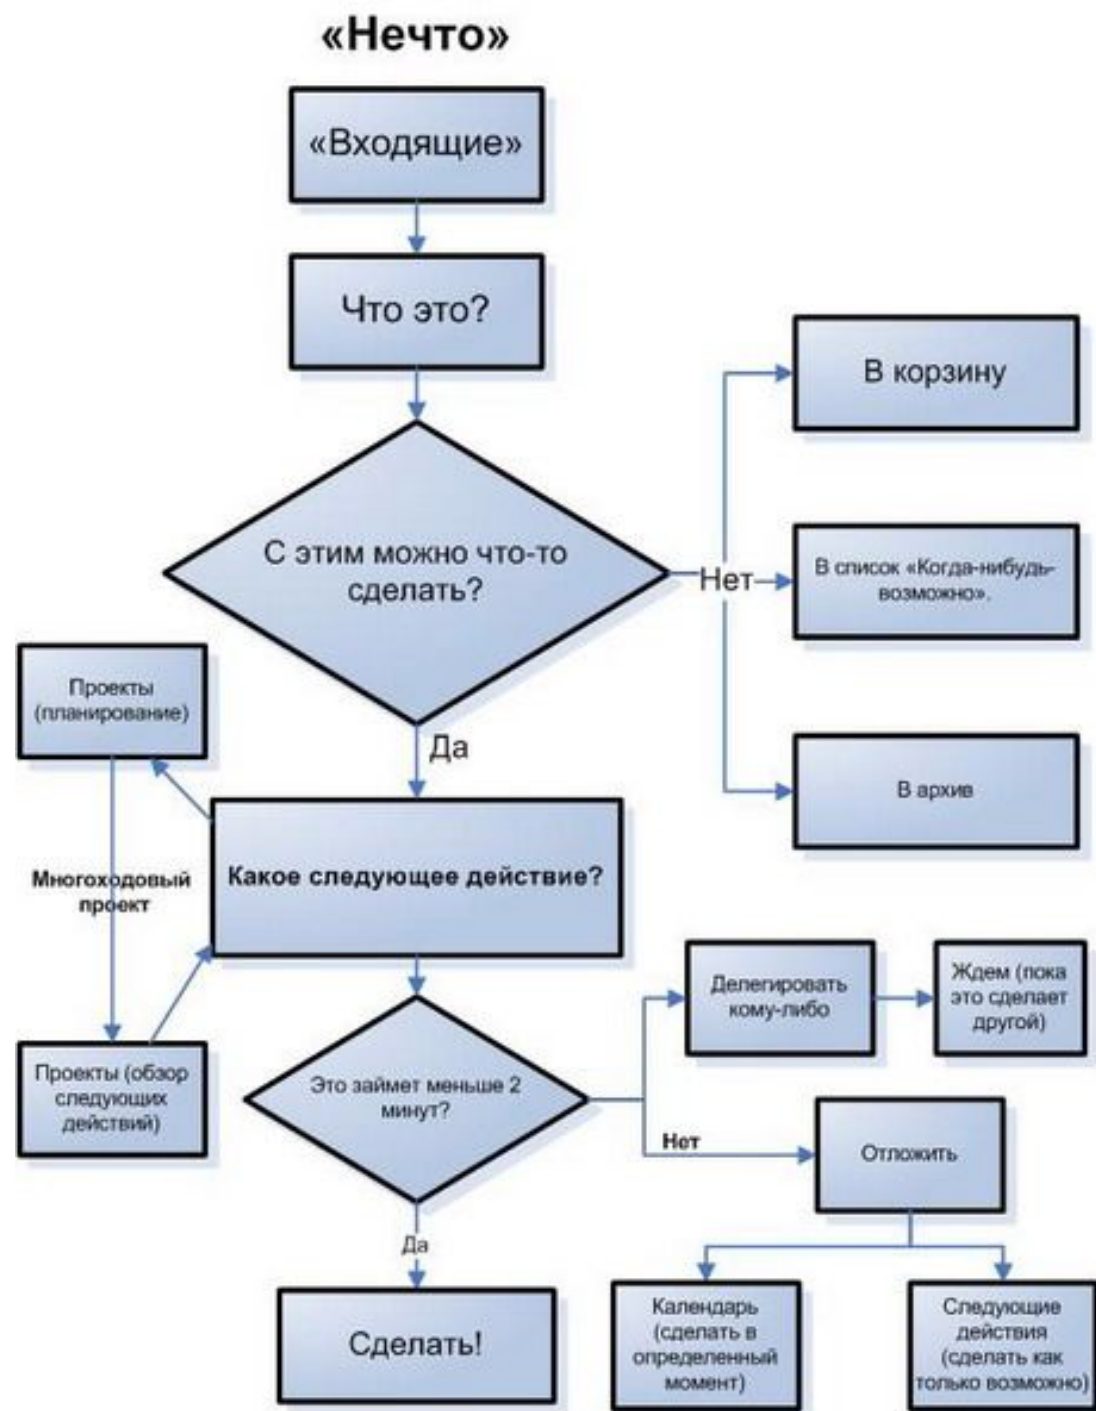 «Нечто»
«Входящие»
Что это?
В корзину
С этим можно что-то
сделать?
Нет
В список «Когда-нибудь-
возможно».
Проекты
(планирование)
Да
В архив
Многоходовый
проект
Какое следующее действие?
Делегировать
кому-либо
Ждем (пока
это сделает
другой)
Проекты (обзор
следующих
действий)
Это займет меньше 2
минут?
Нет
Отложить
Да
Сделать!
Календарь
(сделать в
определенный
момент)
Следующие
действия
(сделать как
только возможно)